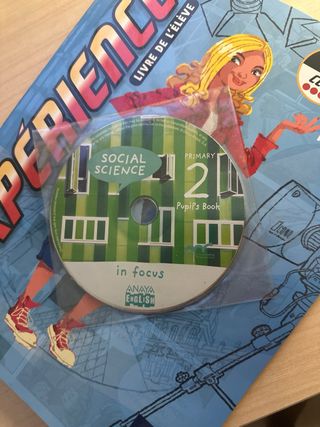 XPÉRIENCE
LIVRE DE L'ÉLÈVE
SOCIAL
SCIENCE
PRIMARY
2
Pupil's Book
in focus
ANAYA
ENGLISH